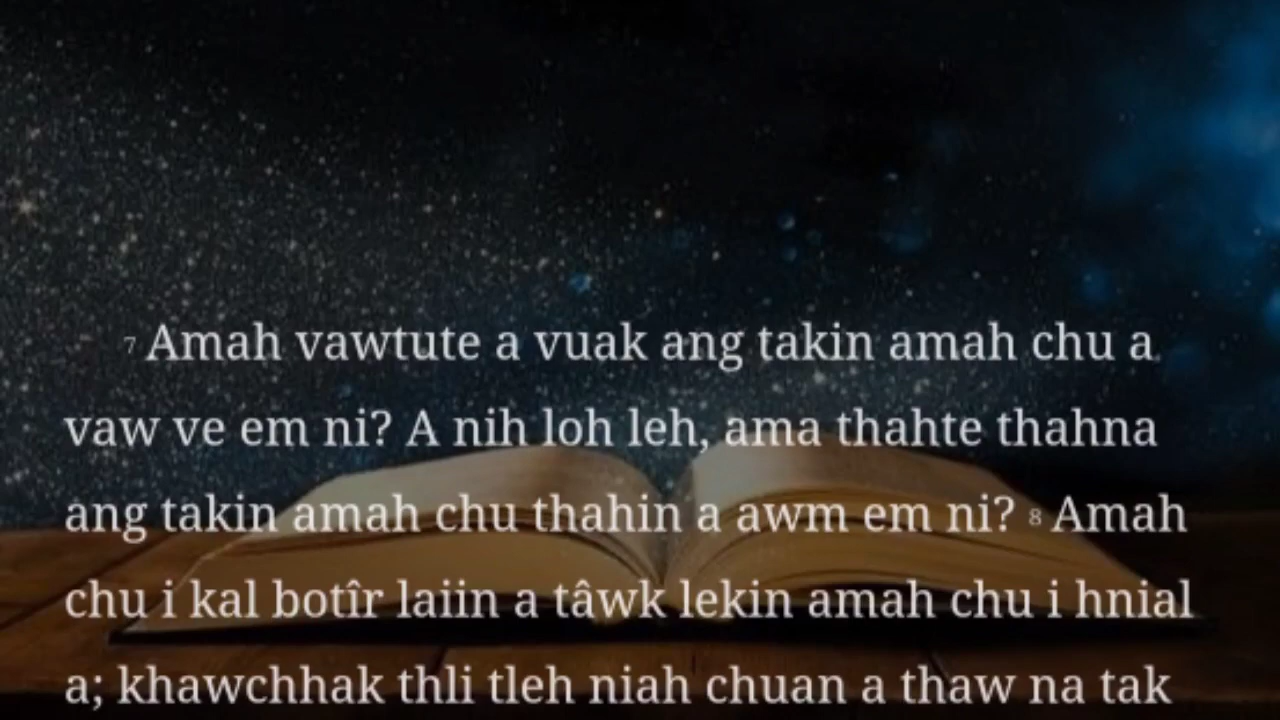 7 Amah vawtute a vuak ang takin amah chu a
vaw ve em ni? A nih loh leh, ama thahte thahna
ang takin amah chu thahin a awm em ni? 8 Amah
chu i kal botîr laiin a tâwk lekin amah chu i hnial
a; khawchhak thli tleh niah chuan a thaw na tak